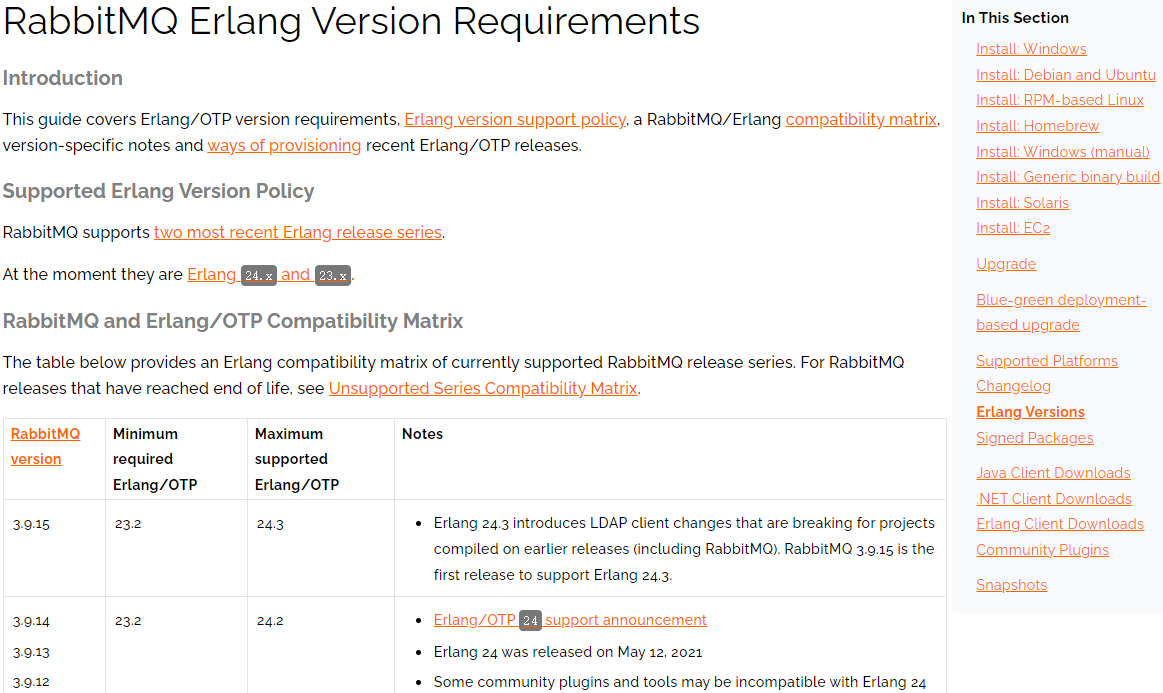 RabbitMQ Erlang Version Requirements
Introduction
This guide covers Erlang/OTP version requirements, Erlang version support policy, a RabbitMQ/Erlang compatibility matrix,
version-specific notes and ways of provisioning recent Erlang/OTP releases.
Supported Erlang Version Policy
RabbitMQ supports two most recent Erlang release series.
At the moment they are Erlang 24.x and 23.x.
RabbitMQ and Erlang/OTP Compatibility Matrix
The table below provides an Erlang compatibility matrix of currently supported RabbitMQ release series. For RabbitMQ
releases that have reached end of life, see Unsupported Series Compatibility Matrix.
RabbitMQ
version
Minimum
required
Erlang/OTP
Maximum
supported
Erlang/OTP
Notes
3.9.15
23.2
24.3
• Erlang 24.3 introduces LDAP client changes that are breaking for projects
compiled on earlier releases (including RabbitMQ). RabbitMQ 3.9.15 is the
first release to support Erlang 24.3.
3.9.14
3.9.13
3.9.12
23.2
24.2
• Erlang/OTP 24 support announcement
• Erlang 24 was released on May 12, 2021
• Some community plugins and tools may be incompatible with Erlang 24
In This Section
Install: Windows
Install: Debian and Ubuntu
Install: RPM-based Linux
Install: Homebrew
Install: Windows (manual)
Install: Generic binary build
Install: Solaris
Install: EC2
Upgrade
Blue-green deployment-
based upgrade
Supported Platforms
Changelog
Erlang Versions
Signed Packages
Java Client Downloads
.NET Client Downloads
Erlang Client Downloads
Community Plugins
Snapshots